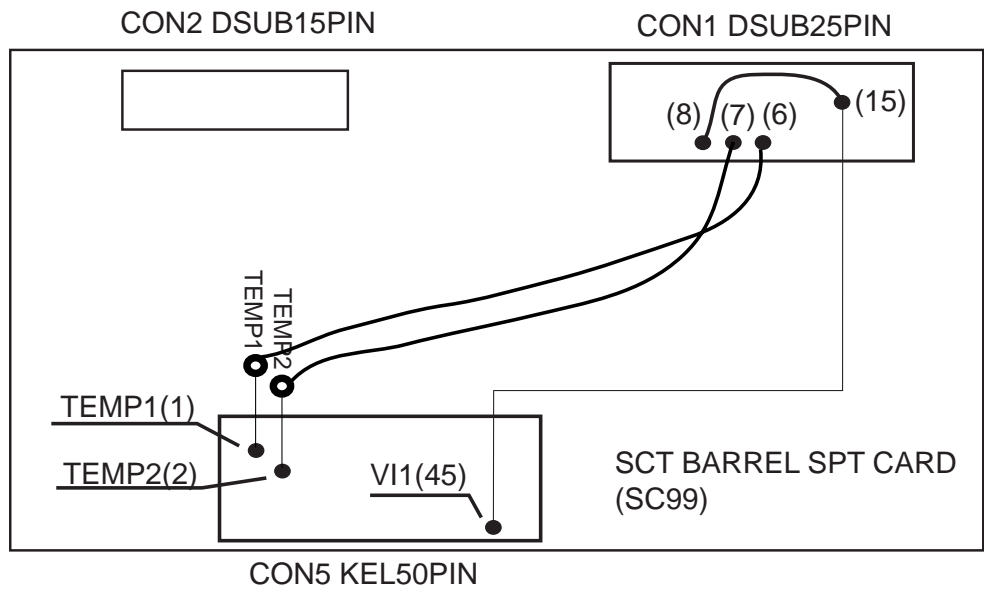 CON2 DSUB15PIN
CON1 DSUB25PIN
(15)
(8) (7) (6)
TEMP1
TEMP2
TEMP1(1)
TEMP2(2)
VI1(45)
SCT BARREL SPT CARD
(SC99)
CON5 KEL50PIN